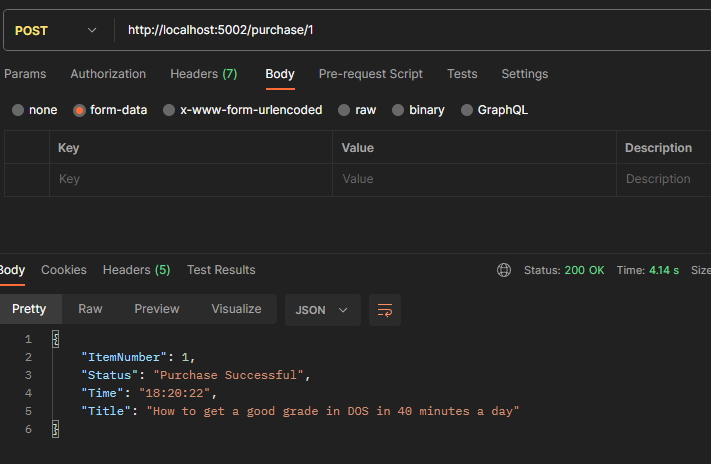 POST http://localhost:5002/purchase/1
Params Authorization Headers (7) Body Pre-request Script Tests Settings
none form-data x-www-form-urlencoded raw binary GraphQL
Key Value Description
Key Value Description
Body Cookies Headers (5) Test Results Status: 200 OK Time: 4.14 s Size
Pretty Raw Preview Visualize JSON
1 {
2 "ItemNumber": 1,
3 "Status": "Purchase Successful",
4 "Time": "18:20:22",
5 "Title": "How to get a good grade in DOS in 40 minutes a day"
6 }